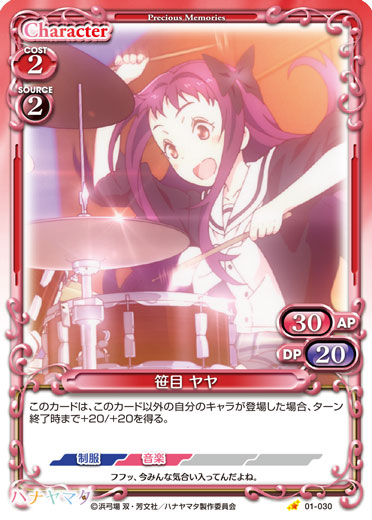 Precious Memories
Character
COST
2
SOURCE
2
30 AP
DP 20
笹目 ヤヤ
このカードは、このカード以外の自分のキャラが登場した場合、ターン
終了時まで+20/+20を得る。
制服 音楽
フフッ、今みんな気合い入ってんだよね。
ハナヤマタ
©浜弓場 双・芳文社/ハナヤマタ製作委員会 01-030